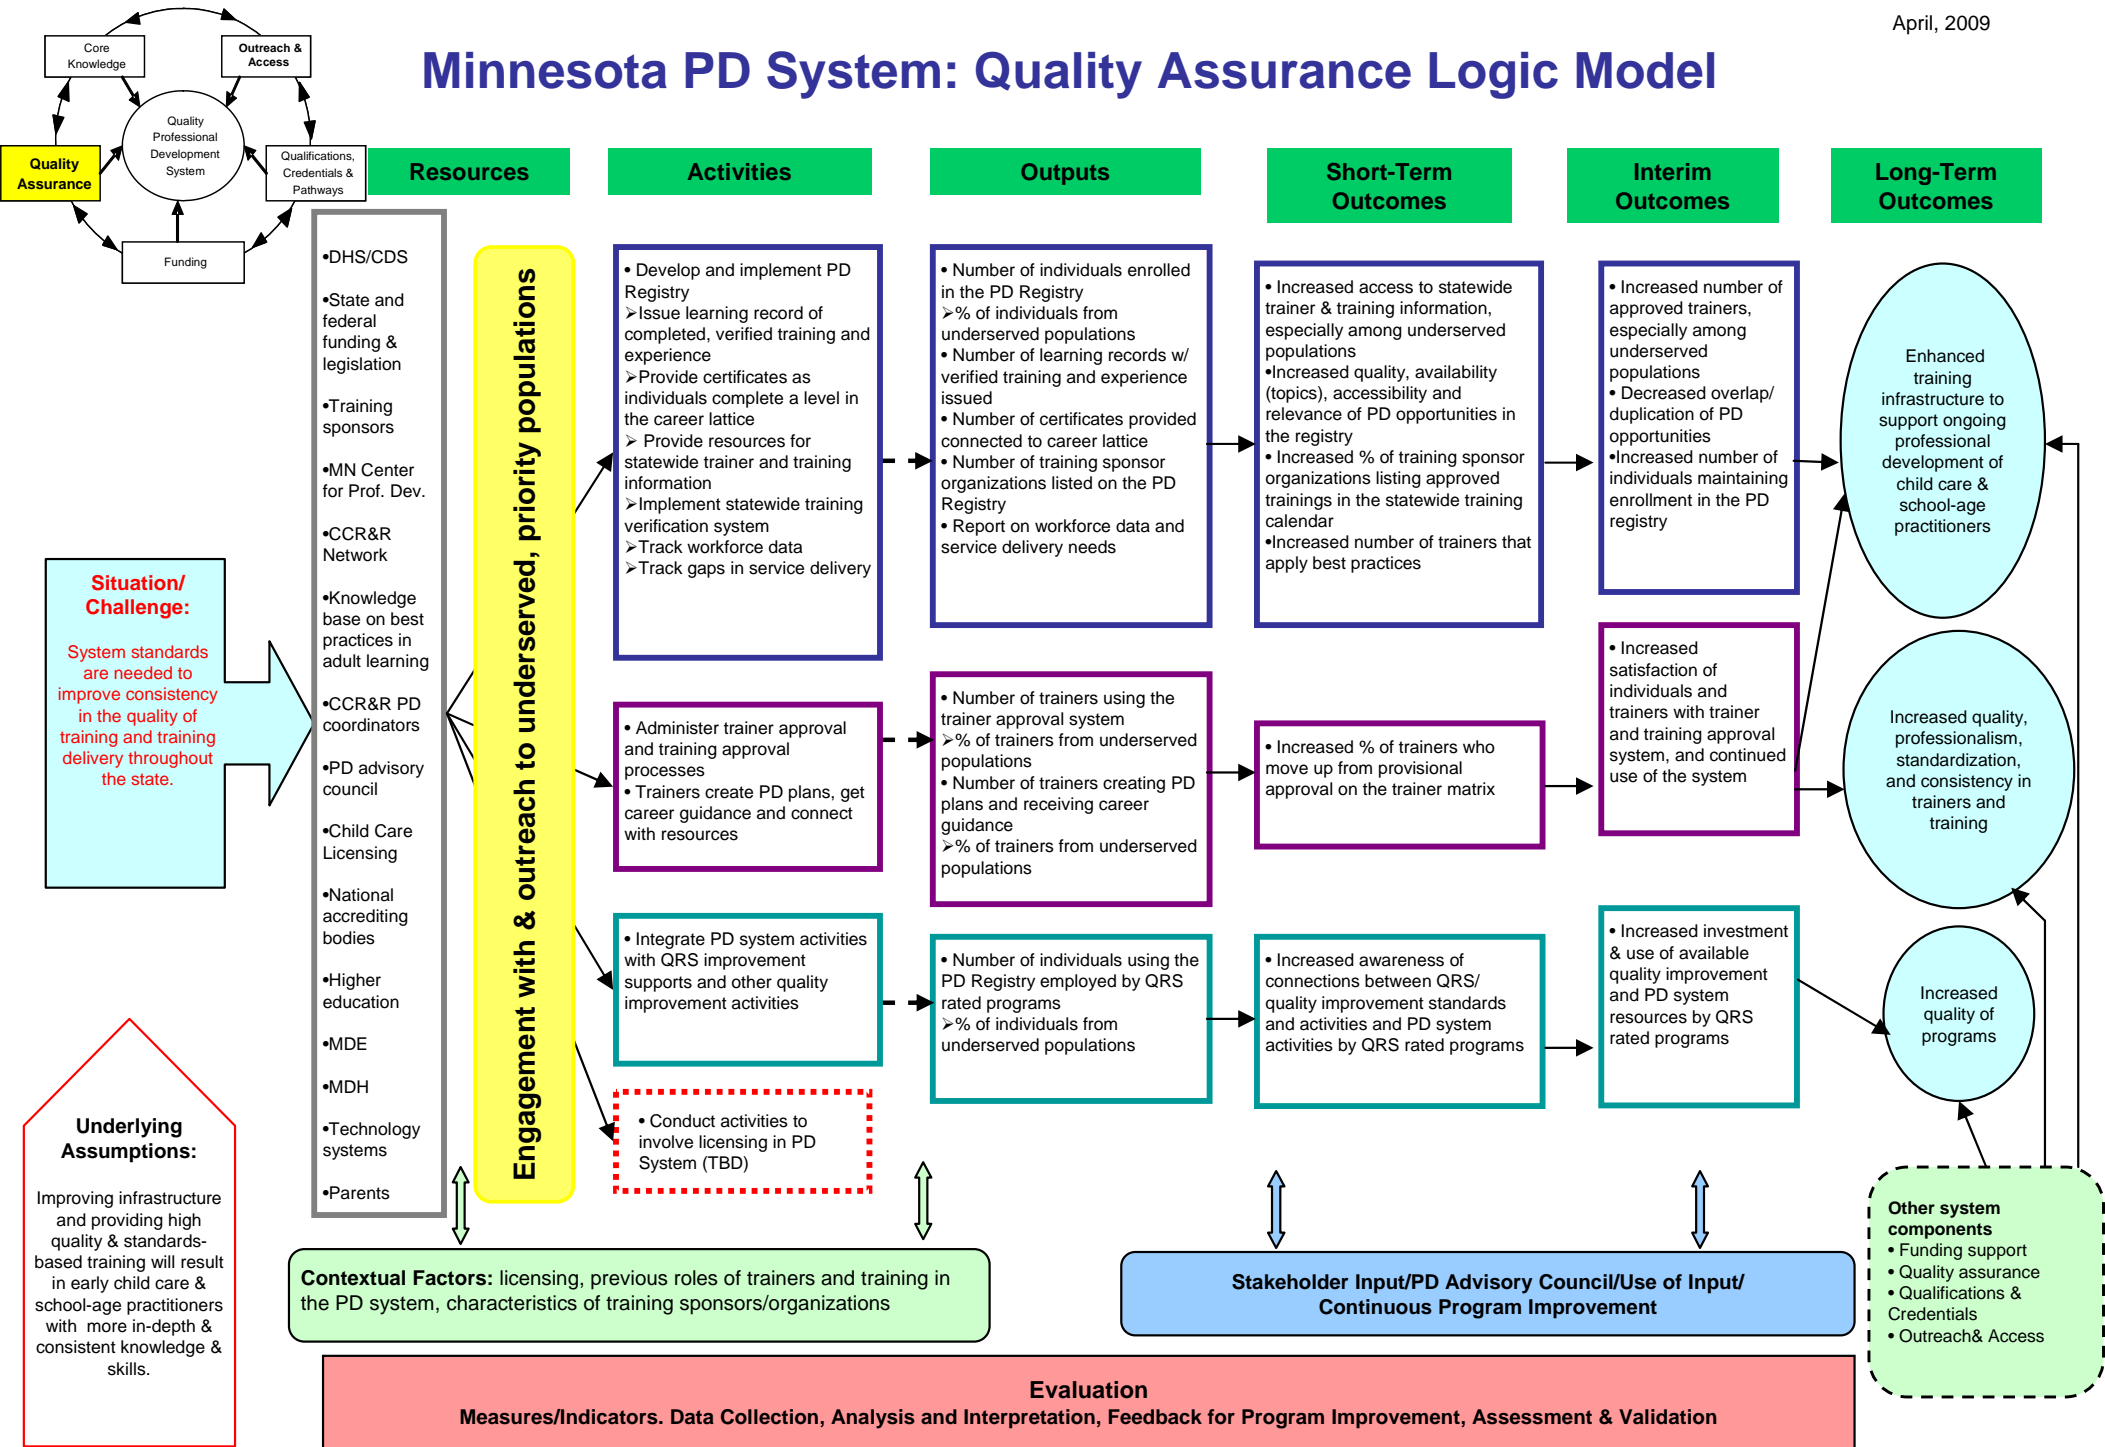 April, 2009
Minnesota PD System: Quality Assurance Logic Model
Core
Knowledge
Outreach &
Access
Quality
Professional
Development
System
Quality
Assurance
Qualifications,
Credentials &
Pathways
Funding
Resources
Activities
Outputs
Short-Term
Outcomes
Interim
Outcomes
Long-Term
Outcomes
Situation/
Challenge:
System standards
are needed to
improve consistency
in the quality of
training and training
delivery throughout
the state.
Underlying
Assumptions:
Improving infrastructure
and providing high
quality & standards-
based training will result
in early child care &
school-age practitioners
with more in-depth &
consistent knowledge &
skills.
•DHS/CDS
•State and
federal
funding &
legislation
•Training
sponsors
•MN Center
for Prof. Dev.
•CCR&R
Network
•Knowledge
base on best
practices in
adult learning
•CCR&R PD
coordinators
•PD advisory
council
•Child Care
Licensing
•National
accrediting
bodies
•Higher
education
•MDE
•MDH
•Technology
systems
•Parents
Engagement with & outreach to underserved, priority populations
• Develop and implement PD
Registry
➢Issue learning record of
completed, verified training and
experience
➢Provide certificates as
individuals complete a level in
the career lattice
➢ Provide resources for
statewide trainer and training
information
➢Implement statewide training
verification system
➢Track workforce data
➢Track gaps in service delivery
• Number of individuals enrolled
in the PD Registry
➢% of individuals from
underserved populations
• Number of learning records w/
verified training and experience
issued
• Number of certificates provided
connected to career lattice
• Number of training sponsor
organizations listed on the PD
Registry
• Report on workforce data and
service delivery needs
• Increased access to statewide
trainer & training information,
especially among underserved
populations
•Increased quality, availability
(topics), accessibility and
relevance of PD opportunities in
the registry
• Increased % of training sponsor
organizations listing approved
trainings in the statewide training
calendar
•Increased number of trainers that
apply best practices
• Increased number of
approved trainers,
especially among
underserved
populations
• Decreased overlap/
duplication of PD
opportunities
•Increased number of
individuals maintaining
enrollment in the PD
registry
Enhanced
training
infrastructure to
support ongoing
professional
development of
child care &
school-age
practitioners
• Administer trainer approval
and training approval
processes
• Trainers create PD plans, get
career guidance and connect
with resources
• Number of trainers using the
trainer approval system
➢% of trainers from underserved
populations
• Number of trainers creating PD
plans and receiving career
guidance
➢% of trainers from underserved
populations
• Increased % of trainers who
move up from provisional
approval on the trainer matrix
• Increased
satisfaction of
individuals and
trainers with trainer
and training approval
system, and continued
use of the system
Increased quality,
professionalism,
standardization,
and consistency in
trainers and
training
• Integrate PD system activities
with QRS improvement
supports and other quality
improvement activities
• Number of individuals using the
PD Registry employed by QRS
rated programs
➢% of individuals from
underserved populations
• Increased awareness of
connections between QRS/
quality improvement standards
and activities and PD system
activities by QRS rated programs
• Increased investment
& use of available
quality improvement
and PD system
resources by QRS
rated programs
Increased
quality of
programs
• Conduct activities to
involve licensing in PD
System (TBD)
Contextual Factors: licensing, previous roles of trainers and training in
the PD system, characteristics of training sponsors/organizations
Stakeholder Input/PD Advisory Council/Use of Input/
Continuous Program Improvement
Other system
components
• Funding support
• Quality assurance
• Qualifications &
Credentials
• Outreach& Access
Evaluation
Measures/Indicators. Data Collection, Analysis and Interpretation, Feedback for Program Improvement, Assessment & Validation